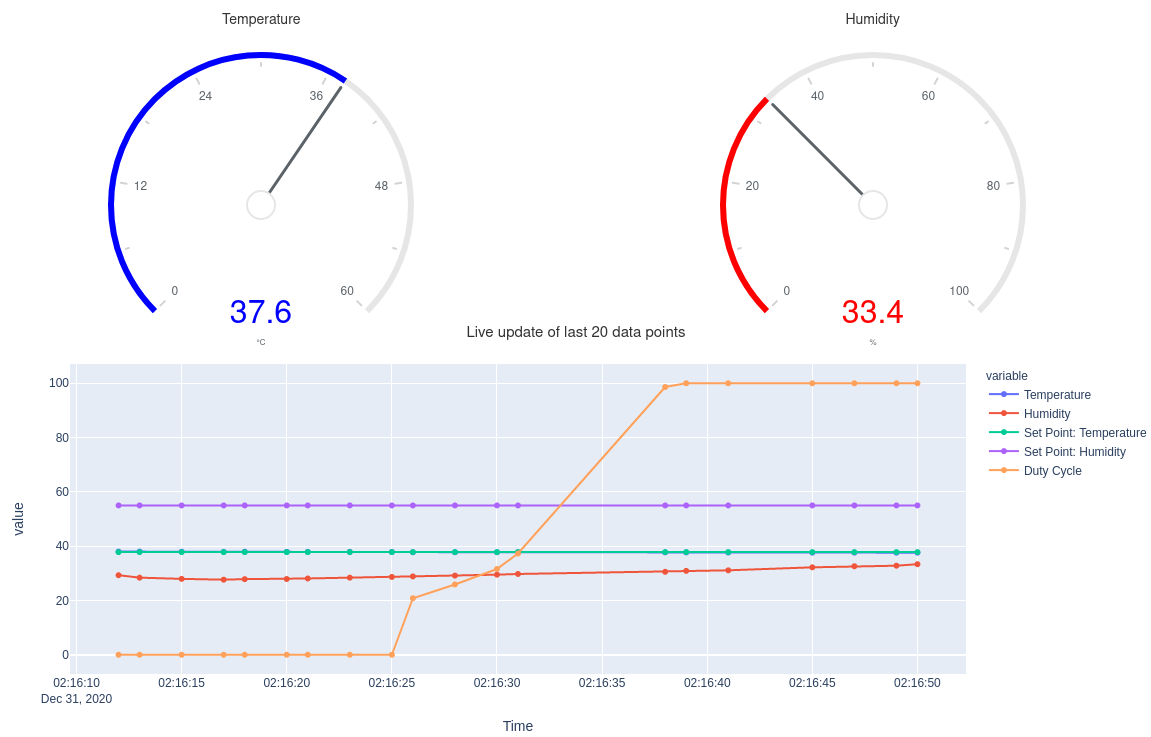 Temperature
Humidity
24
36
12
48
0
60
37.6
°C
40
60
20
80
0
100
33.4
%
Live update of last 20 data points
100
80
60
40
20
0
value
02:16:10
Dec 31, 2020
02:16:15
02:16:20
02:16:25
02:16:30
02:16:35
02:16:40
02:16:45
02:16:50
Time
variable
Temperature
Humidity
Set Point: Temperature
Set Point: Humidity
Duty Cycle